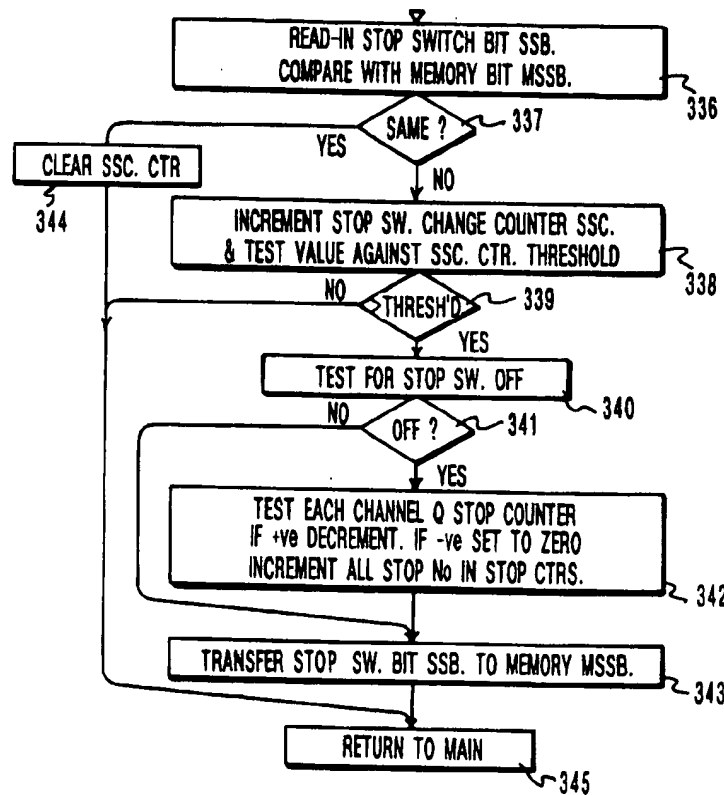 READ-IN STOP SWITCH BIT SSB.
COMPARE WITH MEMORY BIT MSSB.
336
SAME ?
337
YES
NO
CLEAR SSC. CTR
344
INCREMENT STOP SW. CHANGE COUNTER SSC.
& TEST VALUE AGAINST SSC. CTR. THRESHOLD
338
NO
THRESH'D
339
YES
TEST FOR STOP SW. OFF
340
NO
OFF ?
341
YES
TEST EACH CHANNEL Q STOP COUNTER
IF +ve DECREMENT. IF -ve SET TO ZERO
INCREMENT ALL STOP No IN STOP CTRS.
342
TRANSFER STOP SW. BIT SSB. TO MEMORY MSSB.
343
RETURN TO MAIN
345